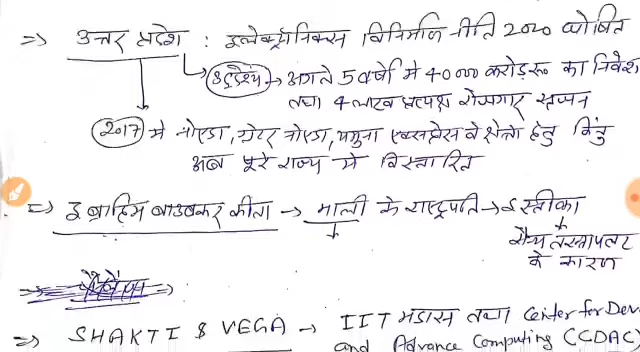 ⇒ उत्तर प्रदेश : इलेक्ट्रॉनिक्स विनिर्माण नीति 2020 घोषित
उद्देश्य → अगले 5 वर्षों में 40000 करोड़ रू० का निवेश
तथा 4 लाख प्रत्यक्ष रोजगार सृजन
2017 में नोएडा, ग्रेटर नोएडा, यमुना एक्सप्रेस वे क्षेत्रों हेतु किंतु
अब पूरे राज्य में विस्तारित
⇒ इब्राहिम बाउबकर कीता → माली के राष्ट्रपति → इस्तीफा
सैन्य तख्तापलट
के कारण
⇒ SHAKTI & VEGA → IIT मद्रास तथा Center for Dev
and Advance Computing (CDAC)